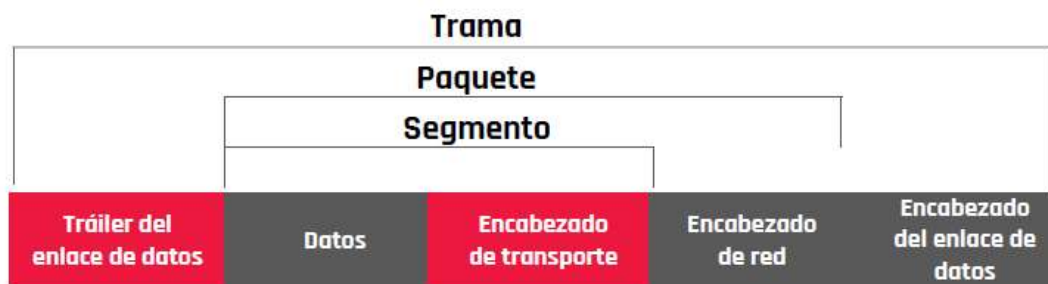 Trama
Paquete
Segmento
Tráiler del
enlace de datos
Datos
Encabezado
de transporte
Encabezado
de red
Encabezado
del enlace de
datos